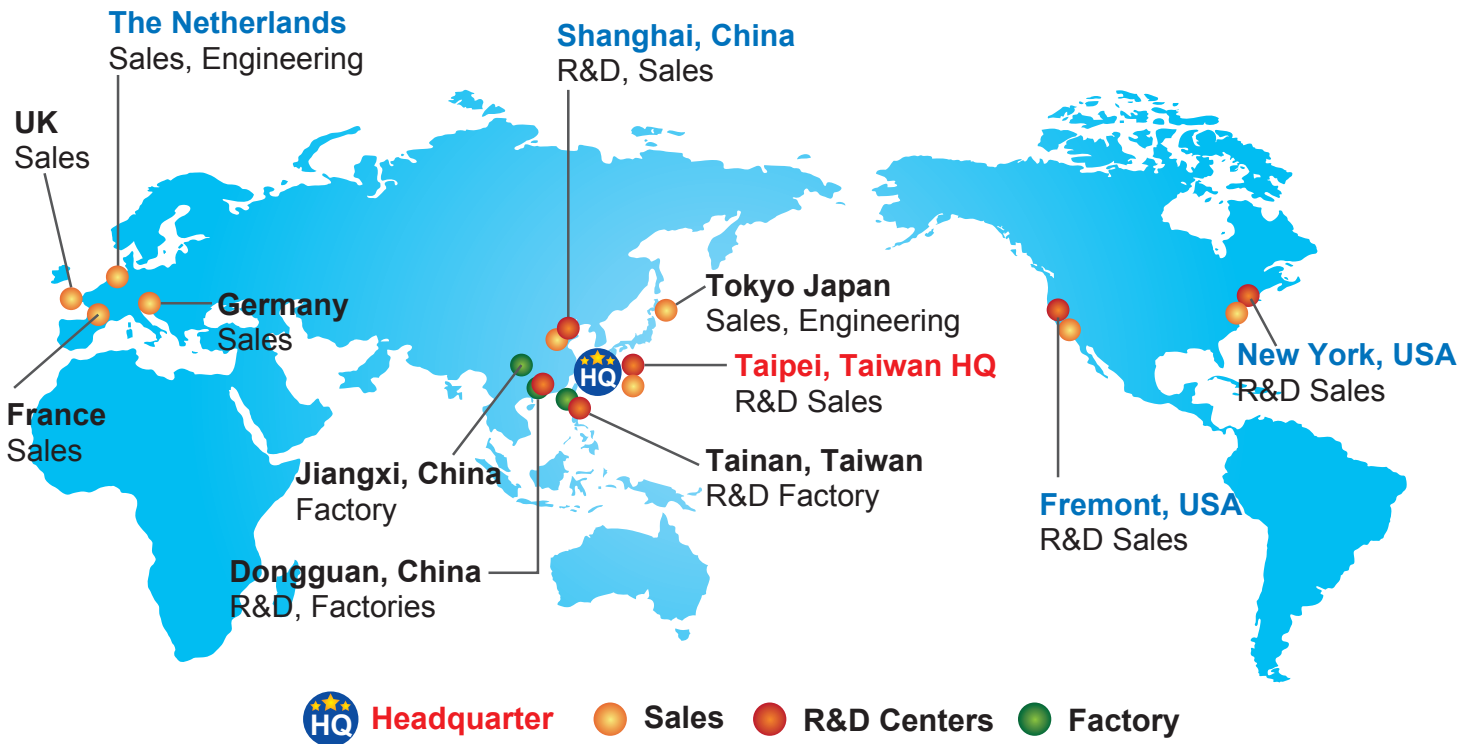 The Netherlands
Sales, Engineering
Shanghai, China
R&D, Sales
UK
Sales
Germany
Sales
Tokyo Japan
Sales, Engineering
HQ
Taipei, Taiwan HQ
R&D Sales
New York, USA
R&D Sales
France
Sales
Jiangxi, China
Factory
Tainan, Taiwan
R&D Factory
Fremont, USA
R&D Sales
Dongguan, China
R&D, Factories
HQ Headquarter Sales R&D Centers Factory